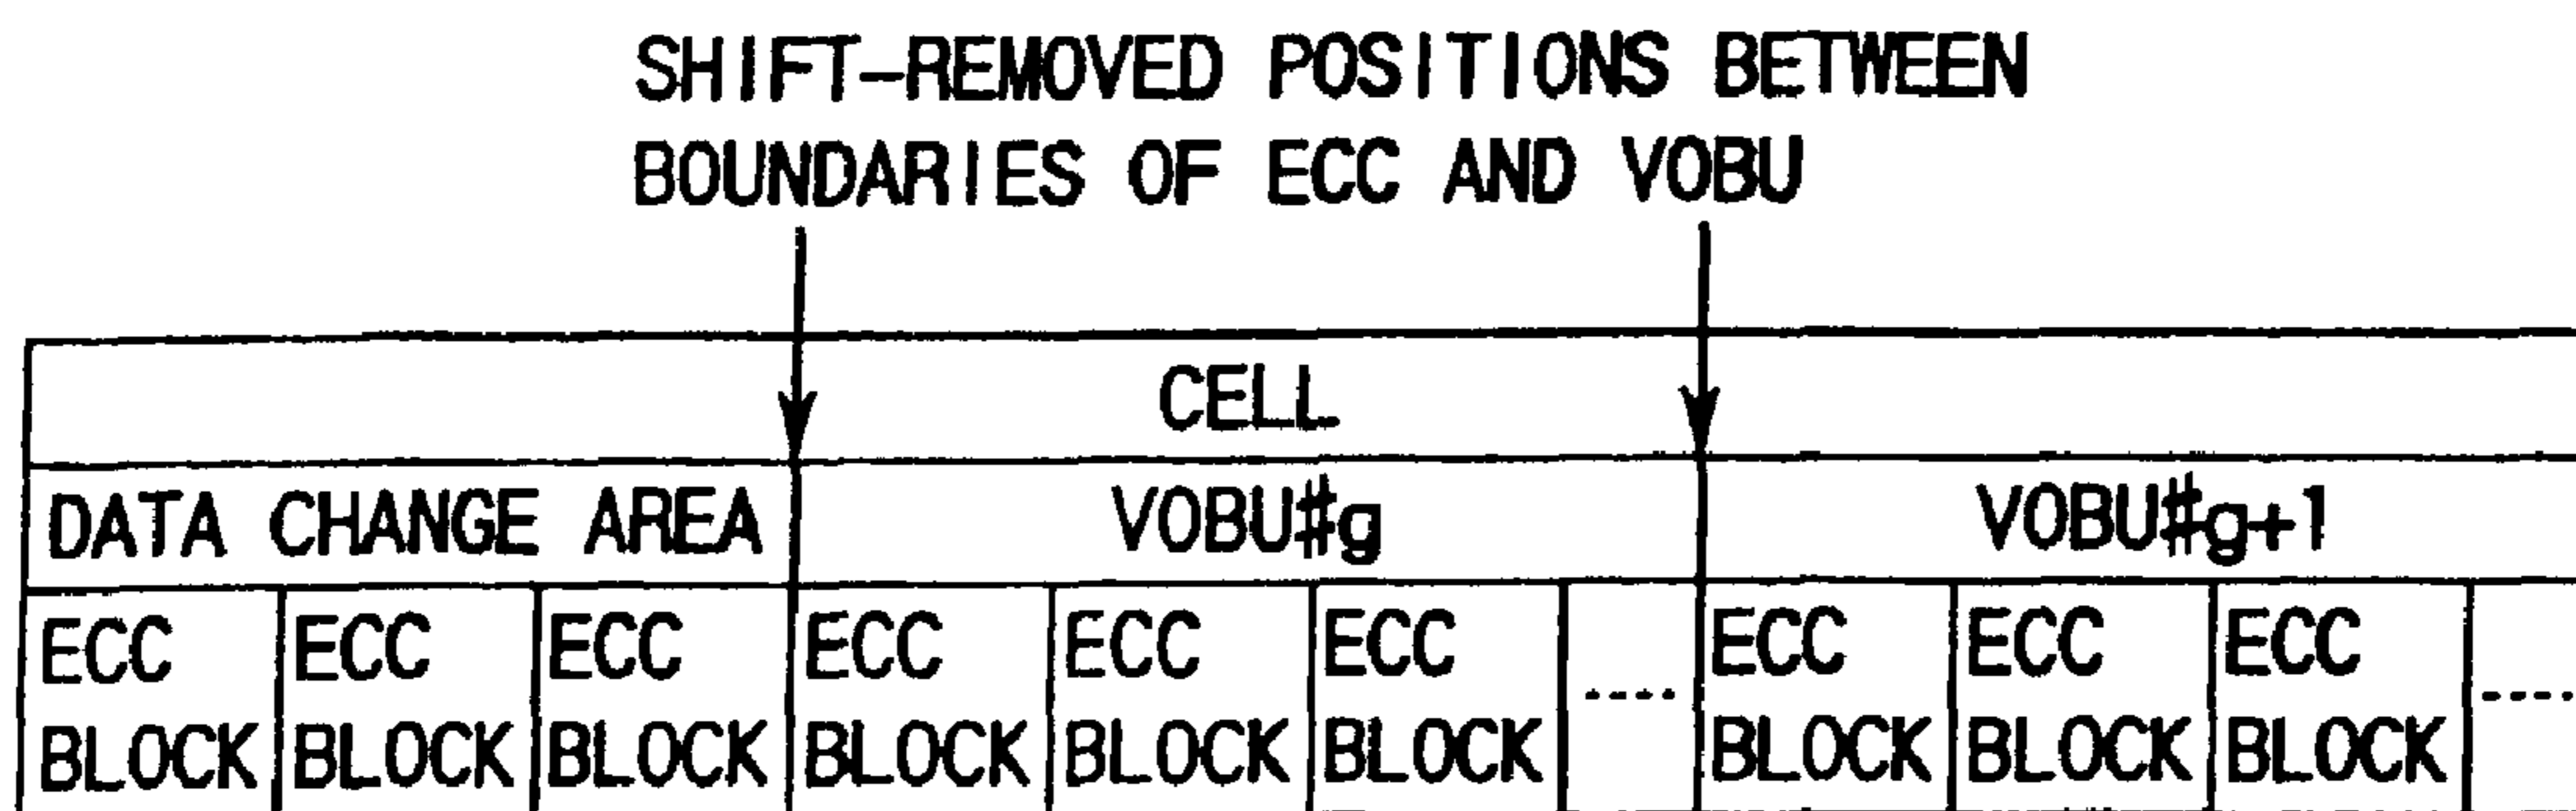 SHIFT-REMOVED POSITIONS BETWEEN
BOUNDARIES OF ECC AND VOBU
CELL
DATA CHANGE AREA VOBU#g VOBU#g+1
ECC ECC ECC ECC ECC ECC ---- ECC ECC ECC ----
BLOCK BLOCK BLOCK BLOCK BLOCK BLOCK BLOCK BLOCK BLOCK